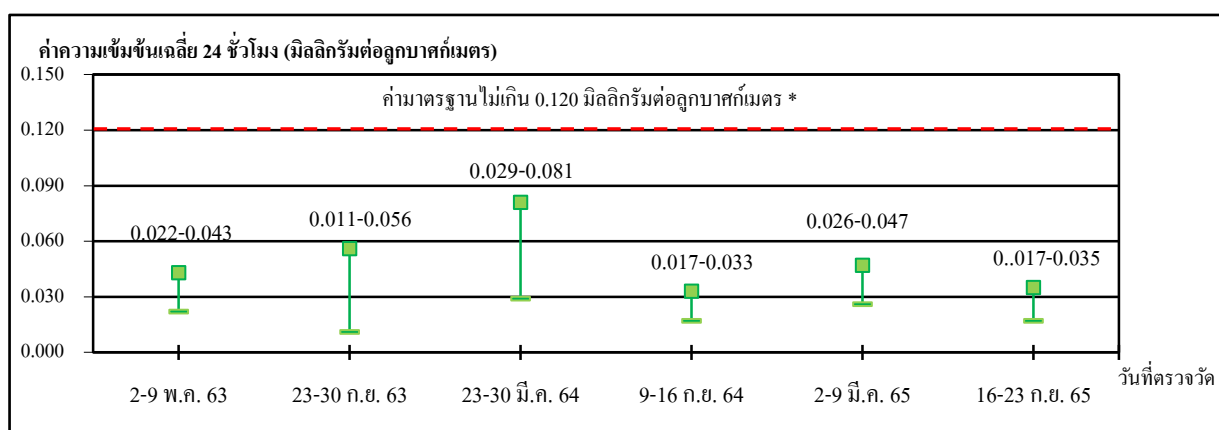 ค่าความเข้มข้นเฉลี่ย 24 ชั่วโมง (มิลลิกรัมต่อลูกบาศก์เมตร)
0.150
ค่ามาตรฐานไม่เกิน 0.120 มิลลิกรัมต่อลูกบาศก์เมตร *
0.120
0.029-0.081
0.090
0.011-0.056
0.026-0.047
0.022-0.043
0.060
0.017-0.033
0..017-0.035
0.030
0.000
วันที่ตรวจวัด
2-9 พ.ค. 63
23-30 ก.ย. 63
23-30 มี.ค. 64
9-16 ก.ย. 64
2-9 มี.ค. 65
16-23 ก.ย. 65